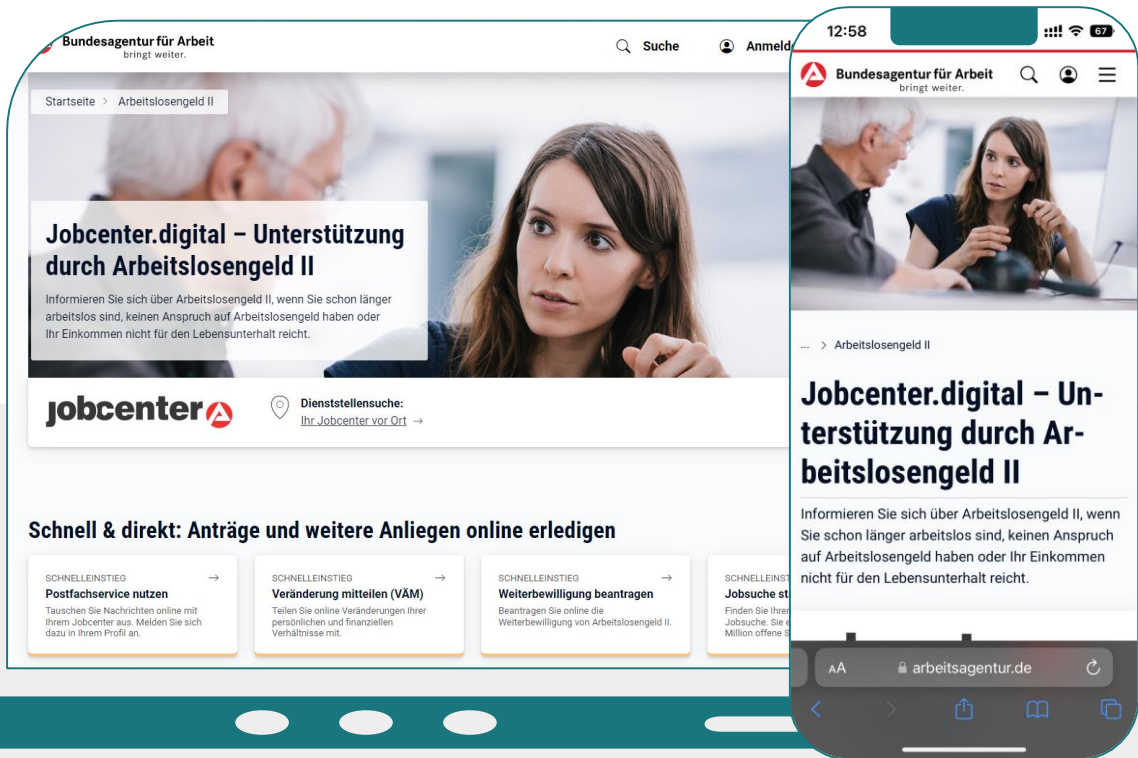 Bundesagentur für Arbeit
bringt weiter.
Suche
Startseite > Arbeitslosengeld II
Jobcenter.digital – Unterstützung
durch Arbeitslosengeld II
Informieren Sie sich über Arbeitslosengeld II, wenn Sie schon länger
arbeitslos sind, keinen Anspruch auf Arbeitslosengeld haben oder
Ihr Einkommen nicht für den Lebensunterhalt reicht.
jobcenter
Dienststellensuche:
Ihr Jobcenter vor Ort →
Schnell & direkt: Anträge und weitere Anliegen online erledigen
SCHNELLEINSTIEG →
Postfachservice nutzen
Tauschen Sie Nachrichten online mit
Ihrem Jobcenter aus. Melden Sie sich
dazu in Ihrem Profil an.
SCHNELLEINSTIEG →
Veränderung mitteilen (VÄM)
Teilen Sie online Veränderungen Ihrer
persönlichen und finanziellen
Verhältnisse mit.
SCHNELLEINSTIEG →
Weiterbewilligung beantragen
Beantragen Sie online die
Weiterbewilligung von Arbeitslosengeld II.
Jobsuche
Finden Sie
Jobsuche. Sie
Million offene
12:58
67
Bundesagentur für Arbeit
bringt weiter.
... > Arbeitslosengeld II
Jobcenter.digital – Un-
terstützung durch Ar-
beitslosengeld II
Informieren Sie sich über Arbeitslosengeld II, wenn
Sie schon länger arbeitslos sind, keinen Anspruch
auf Arbeitslosengeld haben oder Ihr Einkommen
nicht für den Lebensunterhalt reicht.
AA
arbeitsagentur.de